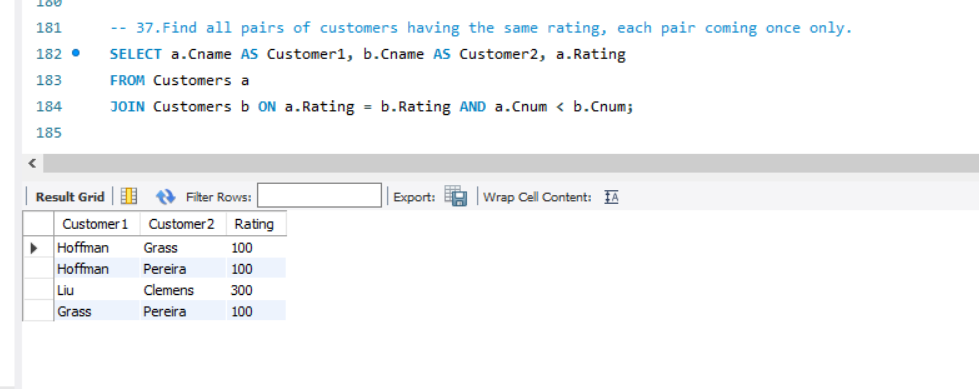 180
181 -- 37.Find all pairs of customers having the same rating, each pair coming once only.
182 SELECT a.Cname AS Customer1, b.Cname AS Customer2, a.Rating
183 FROM Customers a
184 JOIN Customers b ON a.Rating = b.Rating AND a.Cnum < b.Cnum;
185
Result Grid Filter Rows: Export: Wrap Cell Content: IA
Customer1 Customer2 Rating
Hoffman Grass 100
Hoffman Pereira 100
Liu Clemens 300
Grass Pereira 100